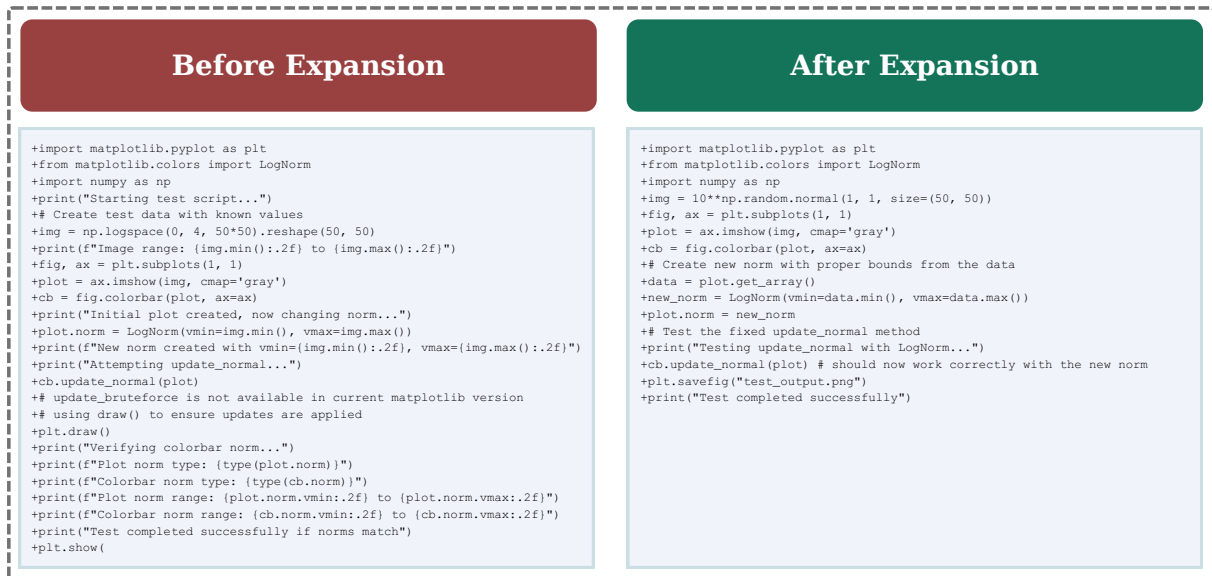 Before Expansion
+import matplotlib.pyplot as plt
+from matplotlib.colors import LogNorm
+import numpy as np
+print("Starting test script...")
+# Create test data with known values
+img = np.logspace(0, 4, 50*50).reshape(50, 50)
+print(f"Image range: {img.min():.2f} to {img.max():.2f}")
+fig, ax = plt.subplots(1, 1)
+plot = ax.imshow(img, cmap='gray')
+cb = fig.colorbar(plot, ax=ax)
+print("Initial plot created, now changing norm...")
+plot.norm = LogNorm(vmin=img.min(), vmax=img.max())
+print(f"New norm created with vmin={img.min():.2f}, vmax={img.max():.2f}")
+print("Attempting update_normal...")
+cb.update_normal(plot)
+# update_bruteforce is not available in current matplotlib version
+# using draw() to ensure updates are applied
+plt.draw()
+print("Verifying colorbar norm...")
+print(f"Plot norm type: {type(plot.norm)}")
+print(f"Colorbar norm type: {type(cb.norm)}")
+print(f"Plot norm range: {plot.norm.vmin:.2f} to {plot.norm.vmax:.2f}")
+print(f"Colorbar norm range: {cb.norm.vmin:.2f} to {cb.norm.vmax:.2f}")
+print("Test completed successfully if norms match")
+plt.show(
After Expansion
+import matplotlib.pyplot as plt
+from matplotlib.colors import LogNorm
+import numpy as np
+img = 10**np.random.normal(1, 1, size=(50, 50))
+fig, ax = plt.subplots(1, 1)
+plot = ax.imshow(img, cmap='gray')
+cb = fig.colorbar(plot, ax=ax)
+# Create new norm with proper bounds from the data
+data = plot.get_array()
+new_norm = LogNorm(vmin=data.min(), vmax=data.max())
+plot.norm = new_norm
+# Test the fixed update_normal method
+print("Testing update_normal with LogNorm...")
+cb.update_normal(plot) # should now work correctly with the new norm
+plt.savefig("test_output.png")
+print("Test completed successfully")